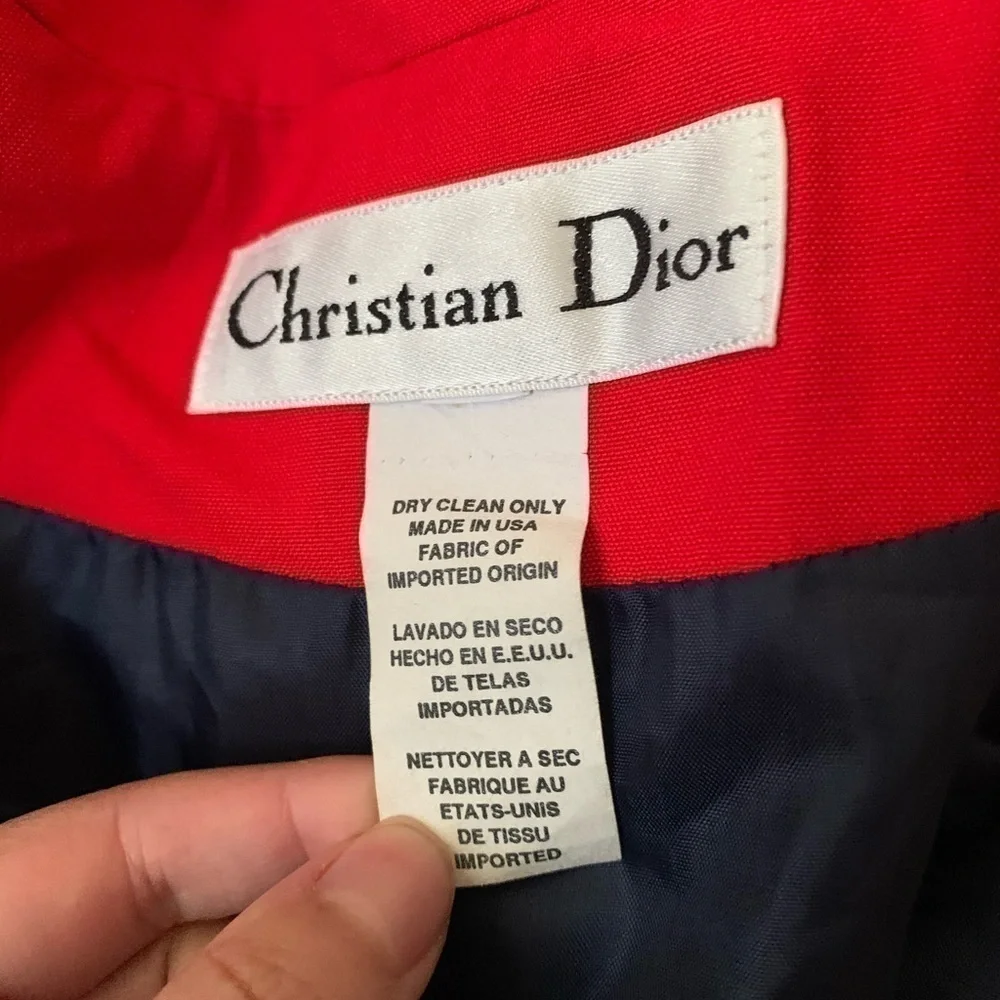 Christian Dior
DRY CLEAN ONLY
MADE IN USA
FABRIC OF
IMPORTED ORIGIN
LAVADO EN SECO
HECHO EN E.E.U.U.
DE TELAS
IMPORTADAS
NETTOYER A SEC
FABRIQUE AU
ETATS-UNIS
DE TISSU
IMPORTED